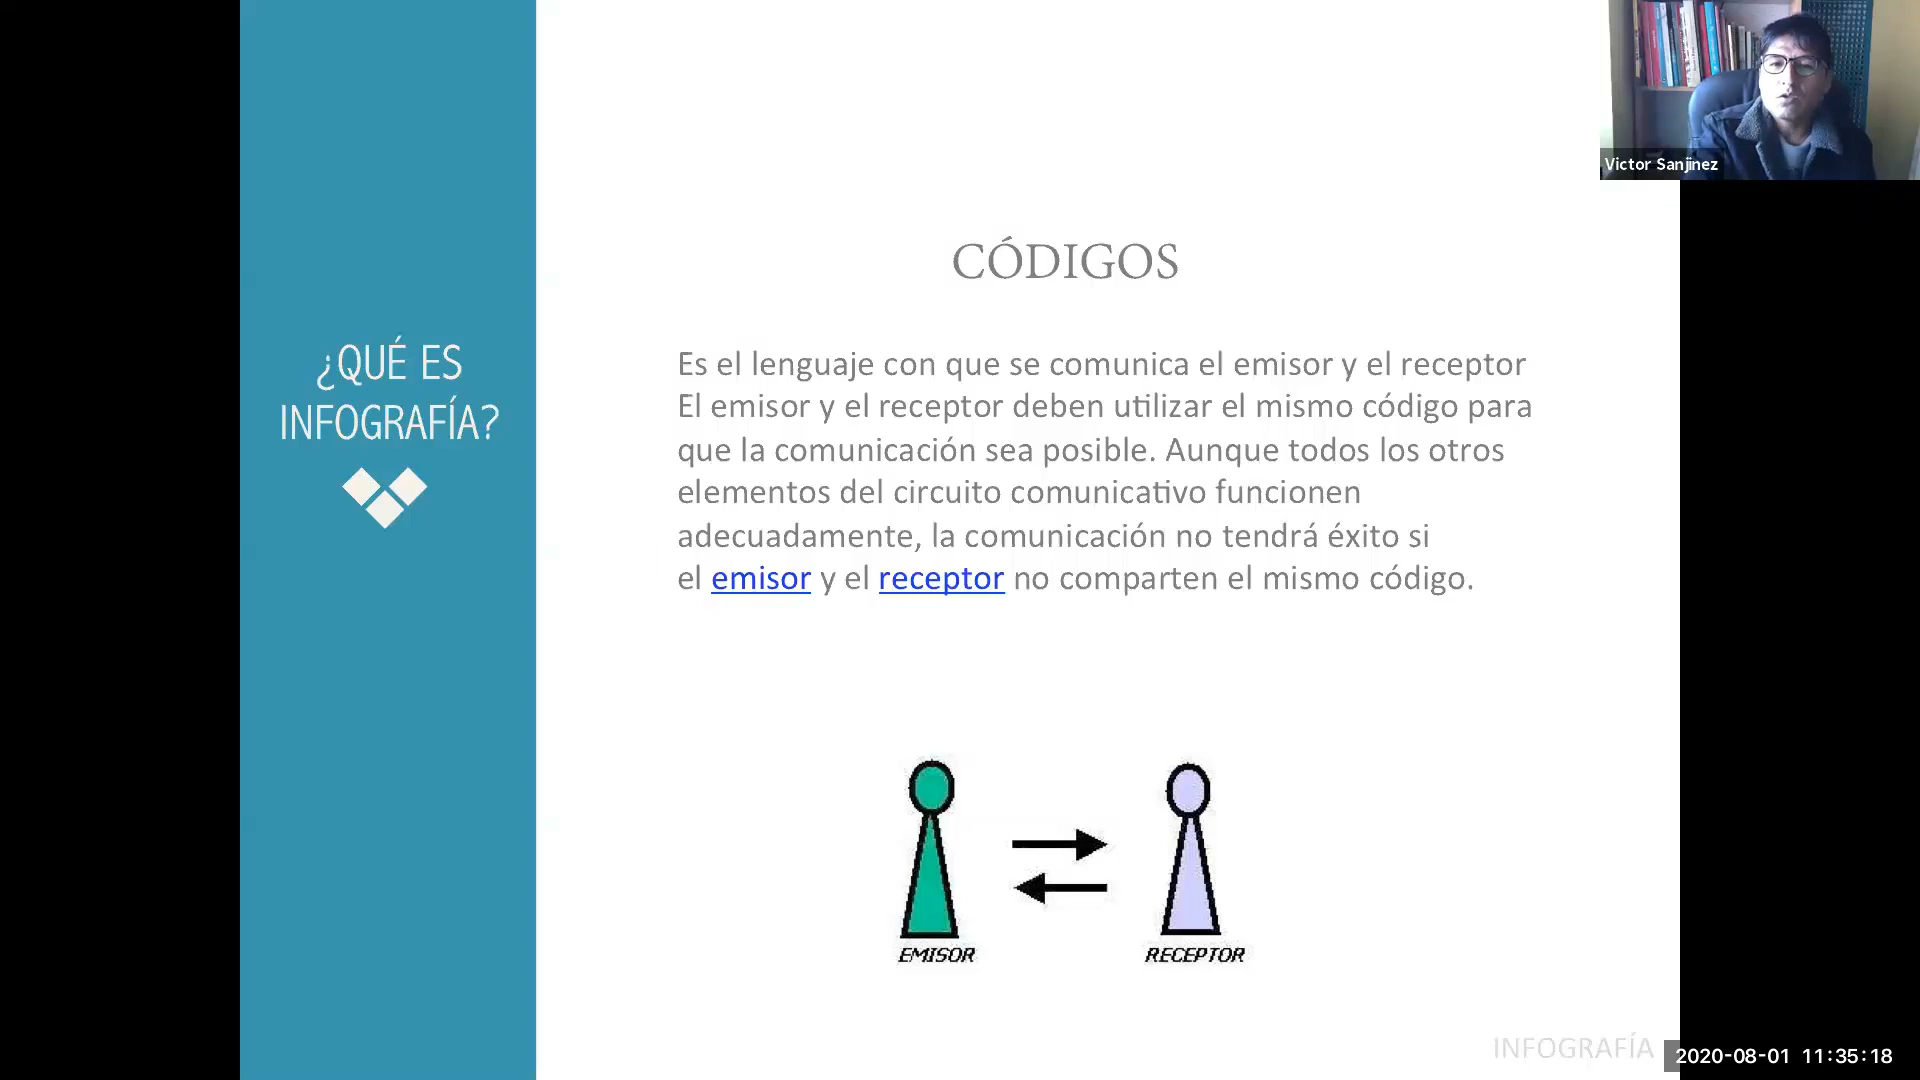 Victor Sanjinez
¿QUÉ ES
INFOGRAFÍA?
CÓDIGOS
Es el lenguaje con que se comunica el emisor y el receptor
El emisor y el receptor deben utilizar el mismo código para
que la comunicación sea posible. Aunque todos los otros
elementos del circuito comunicativo funcionen
adecuadamente, la comunicación no tendrá éxito si
el emisor y el receptor no comparten el mismo código.
EMISOR
RECEPTOR
INFOGRAFÍA
2020-08-01 11:35:18